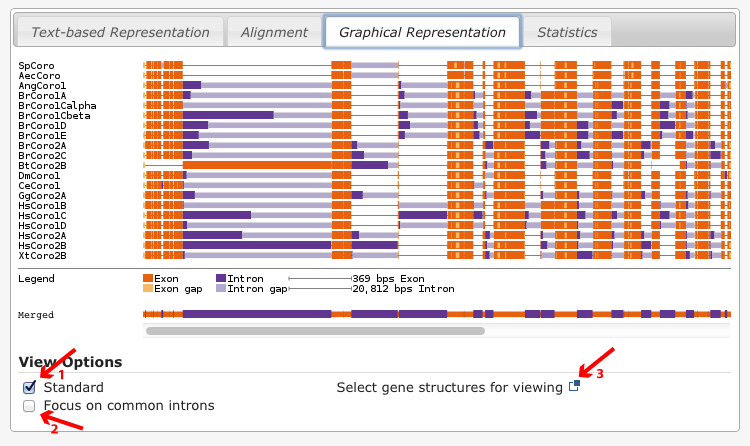 Text-based Representation Alignment Graphical Representation Statistics
SpCoro
AecCoro
AngCoro1
BrCoro1A
BrCoro1Calpha
BrCoro1Cbeta
BrCoro1D
BrCoro1E
BrCoro2A
BrCoro2C
BtCoro2B
DmCoro1
CeCoro1
GgCoro2A
HsCoro1B
HsCoro1C
HsCoro1D
HsCoro2A
HsCoro2B
XtCoro2B
Legend Exon Intron 369 bps Exon
Exon gap Intron gap 20,812 bps Intron
Merged
View Options
1
Standard Select gene structures for viewing 3
Focus on common introns
2